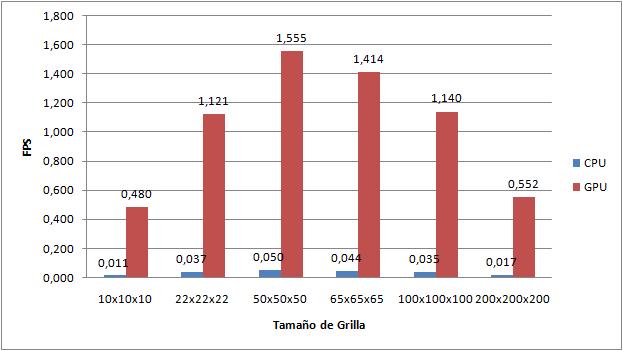 1,800
1,600
1,400
1,200
1,000
0,800
0,600
0,400
0,200
0,000
FPS
0,011
0,480
0,037
1,121
0,050
1,555
0,044
1,414
0,035
1,140
0,017
0,552
10x10x10
22x22x22
50x50x50
65x65x65
100x100x100
200x200x200
Tamaño de Grilla
CPU
GPU